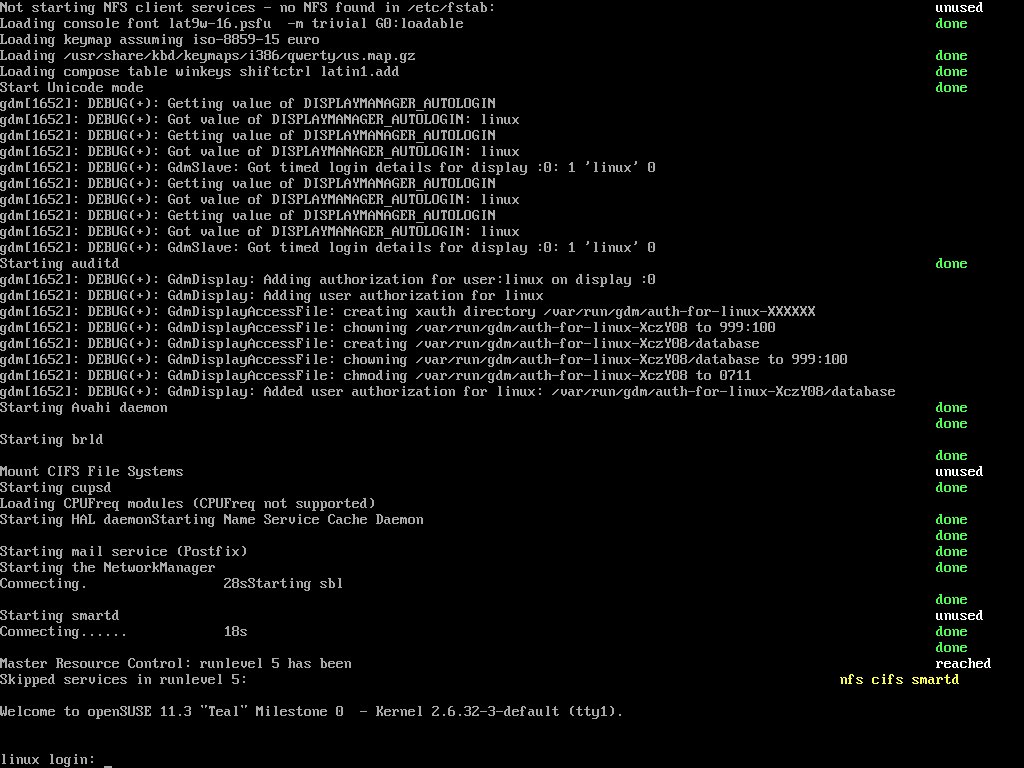 Not starting NFS client services - no NFS found in /etc/fstab: unused
Loading console font lat9w-16.psfu  -m trivial G0:loadable done
Loading keymap assuming iso-8859-15 euro
Loading /usr/share/kbd/keymaps/i386/qwerty/us.map.gz done
Loading compose table winkeys shiftctrl latin1.add done
Start Unicode mode done
gdm[1652]: DEBUG(+): Getting value of DISPLAYMANAGER_AUTOLOGIN
gdm[1652]: DEBUG(+): Got value of DISPLAYMANAGER_AUTOLOGIN: linux
gdm[1652]: DEBUG(+): Getting value of DISPLAYMANAGER_AUTOLOGIN
gdm[1652]: DEBUG(+): Got value of DISPLAYMANAGER_AUTOLOGIN: linux
gdm[1652]: DEBUG(+): GdmSlave: Got timed login details for display :0: 1 'linux' 0
gdm[1652]: DEBUG(+): Getting value of DISPLAYMANAGER_AUTOLOGIN
gdm[1652]: DEBUG(+): Got value of DISPLAYMANAGER_AUTOLOGIN: linux
gdm[1652]: DEBUG(+): Getting value of DISPLAYMANAGER_AUTOLOGIN
gdm[1652]: DEBUG(+): Got value of DISPLAYMANAGER_AUTOLOGIN: linux
gdm[1652]: DEBUG(+): GdmSlave: Got timed login details for display :0: 1 'linux' 0
Starting auditd done
gdm[1652]: DEBUG(+): GdmDisplay: Adding authorization for user:linux on display :0
gdm[1652]: DEBUG(+): GdmDisplay: Adding user authorization for linux
gdm[1652]: DEBUG(+): GdmDisplayAccessFile: creating xauth directory /var/run/gdm/auth-for-linux-XXXXXX
gdm[1652]: DEBUG(+): GdmDisplayAccessFile: chowning /var/run/gdm/auth-for-linux-XczY08 to 999:100
gdm[1652]: DEBUG(+): GdmDisplayAccessFile: creating /var/run/gdm/auth-for-linux-XczY08/database
gdm[1652]: DEBUG(+): GdmDisplayAccessFile: chowning /var/run/gdm/auth-for-linux-XczY08/database to 999:100
gdm[1652]: DEBUG(+): GdmDisplayAccessFile: chmoding /var/run/gdm/auth-for-linux-XczY08 to 0711
gdm[1652]: DEBUG(+): GdmDisplay: Added user authorization for linux: /var/run/gdm/auth-for-linux-XczY08/database
Starting Avahi daemon done
done
Starting brld
done
Mount CIFS File Systems unused
Starting cupsd done
Loading CPUFreq modules (CPUFreq not supported)
Starting HAL daemonStarting Name Service Cache Daemon done
done
Starting mail service (Postfix) done
Starting the NetworkManager done
Connecting. 28sStarting sbl
done
Starting smartd unused
Connecting...... 18s done
done
Master Resource Control: runlevel 5 has been reached
Skipped services in runlevel 5: nfs cifs smartd
Welcome to openSUSE 11.3 "Teal" Milestone 0  - Kernel 2.6.32-3-default (tty1).
linux login: _